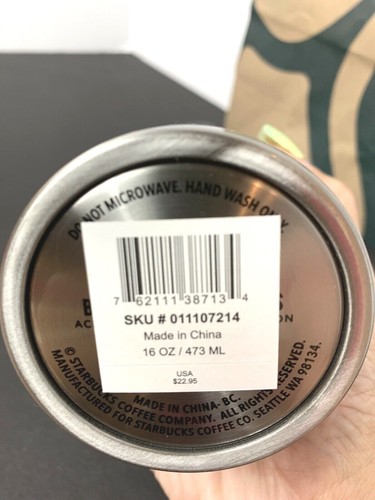 DO NOT MICROWAVE. HAND WASH ONLY.
7 62111 38713 4
SKU # 011107214
Made in China
16 OZ / 473 ML
USA
$22.95
MADE IN CHINA- BC.
© STARBUCKS COFFEE COMPANY. ALL RIGHTS RESERVED.
MANUFACTURED FOR STARBUCKS COFFEE CO. SEATTLE WA 98134.